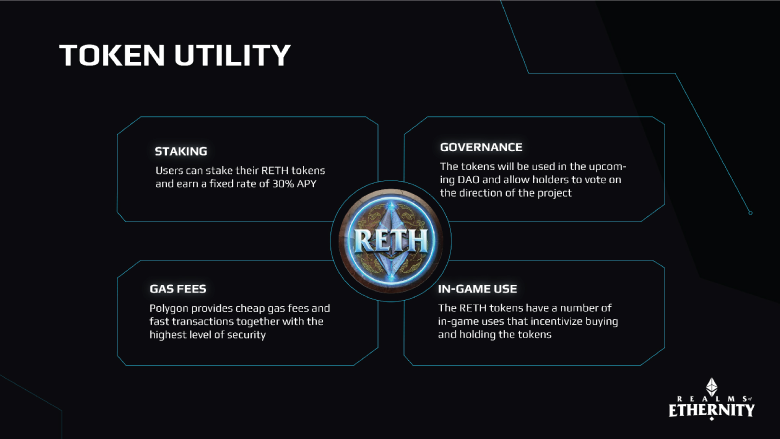 TOKEN UTILITY
STAKING
Users can stake their RETH tokens
and earn a fixed rate of 30% APY
GOVERNANCE
The tokens will be used in the upcom-
ing DAO and allow holders to vote on
the direction of the project
RETH
GAS FEES
Polygon provides cheap gas fees and
fast transactions together with the
highest level of security
IN-GAME USE
The RETH tokens have a number of
in-game uses that incentivize buying
and holding the tokens
REALMS of
ETHERNITY